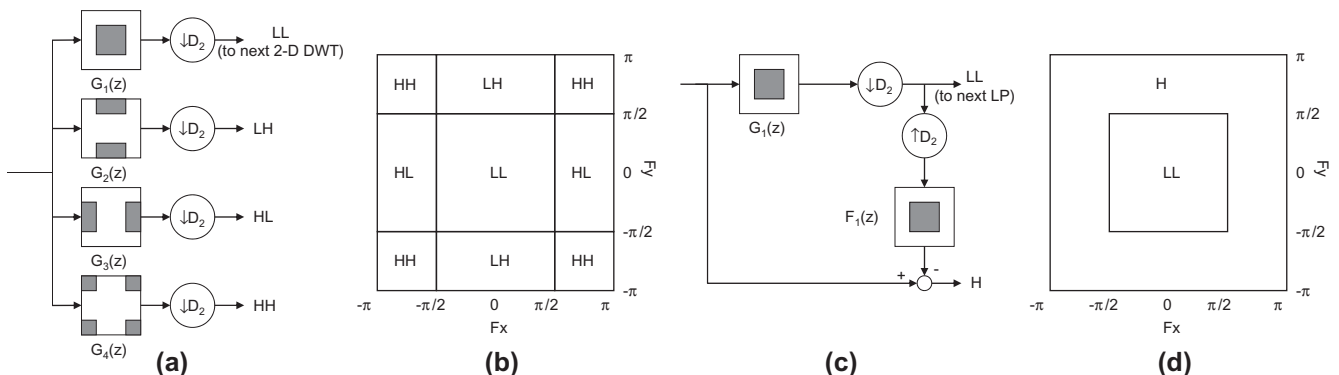 ↓D2
LL
(to next 2-D DWT)
G1(z)
↓D2
LH
G2(z)
↓D2
HL
G3(z)
↓D2
HH
G4(z)
(a)
HH
LH
HH
HL
LL
HL
HH
LH
HH
π
π/2
0
Fy
-π/2
-π
-π
-π/2
0
π/2
π
Fx
(b)
↓D2
LL
(to next LP)
G1(z)
↑D2
F1(z)
+
-
H
(c)
H
LL
π
π/2
0
Fy
-π/2
-π
-π
-π/2
0
π/2
π
Fx
(d)